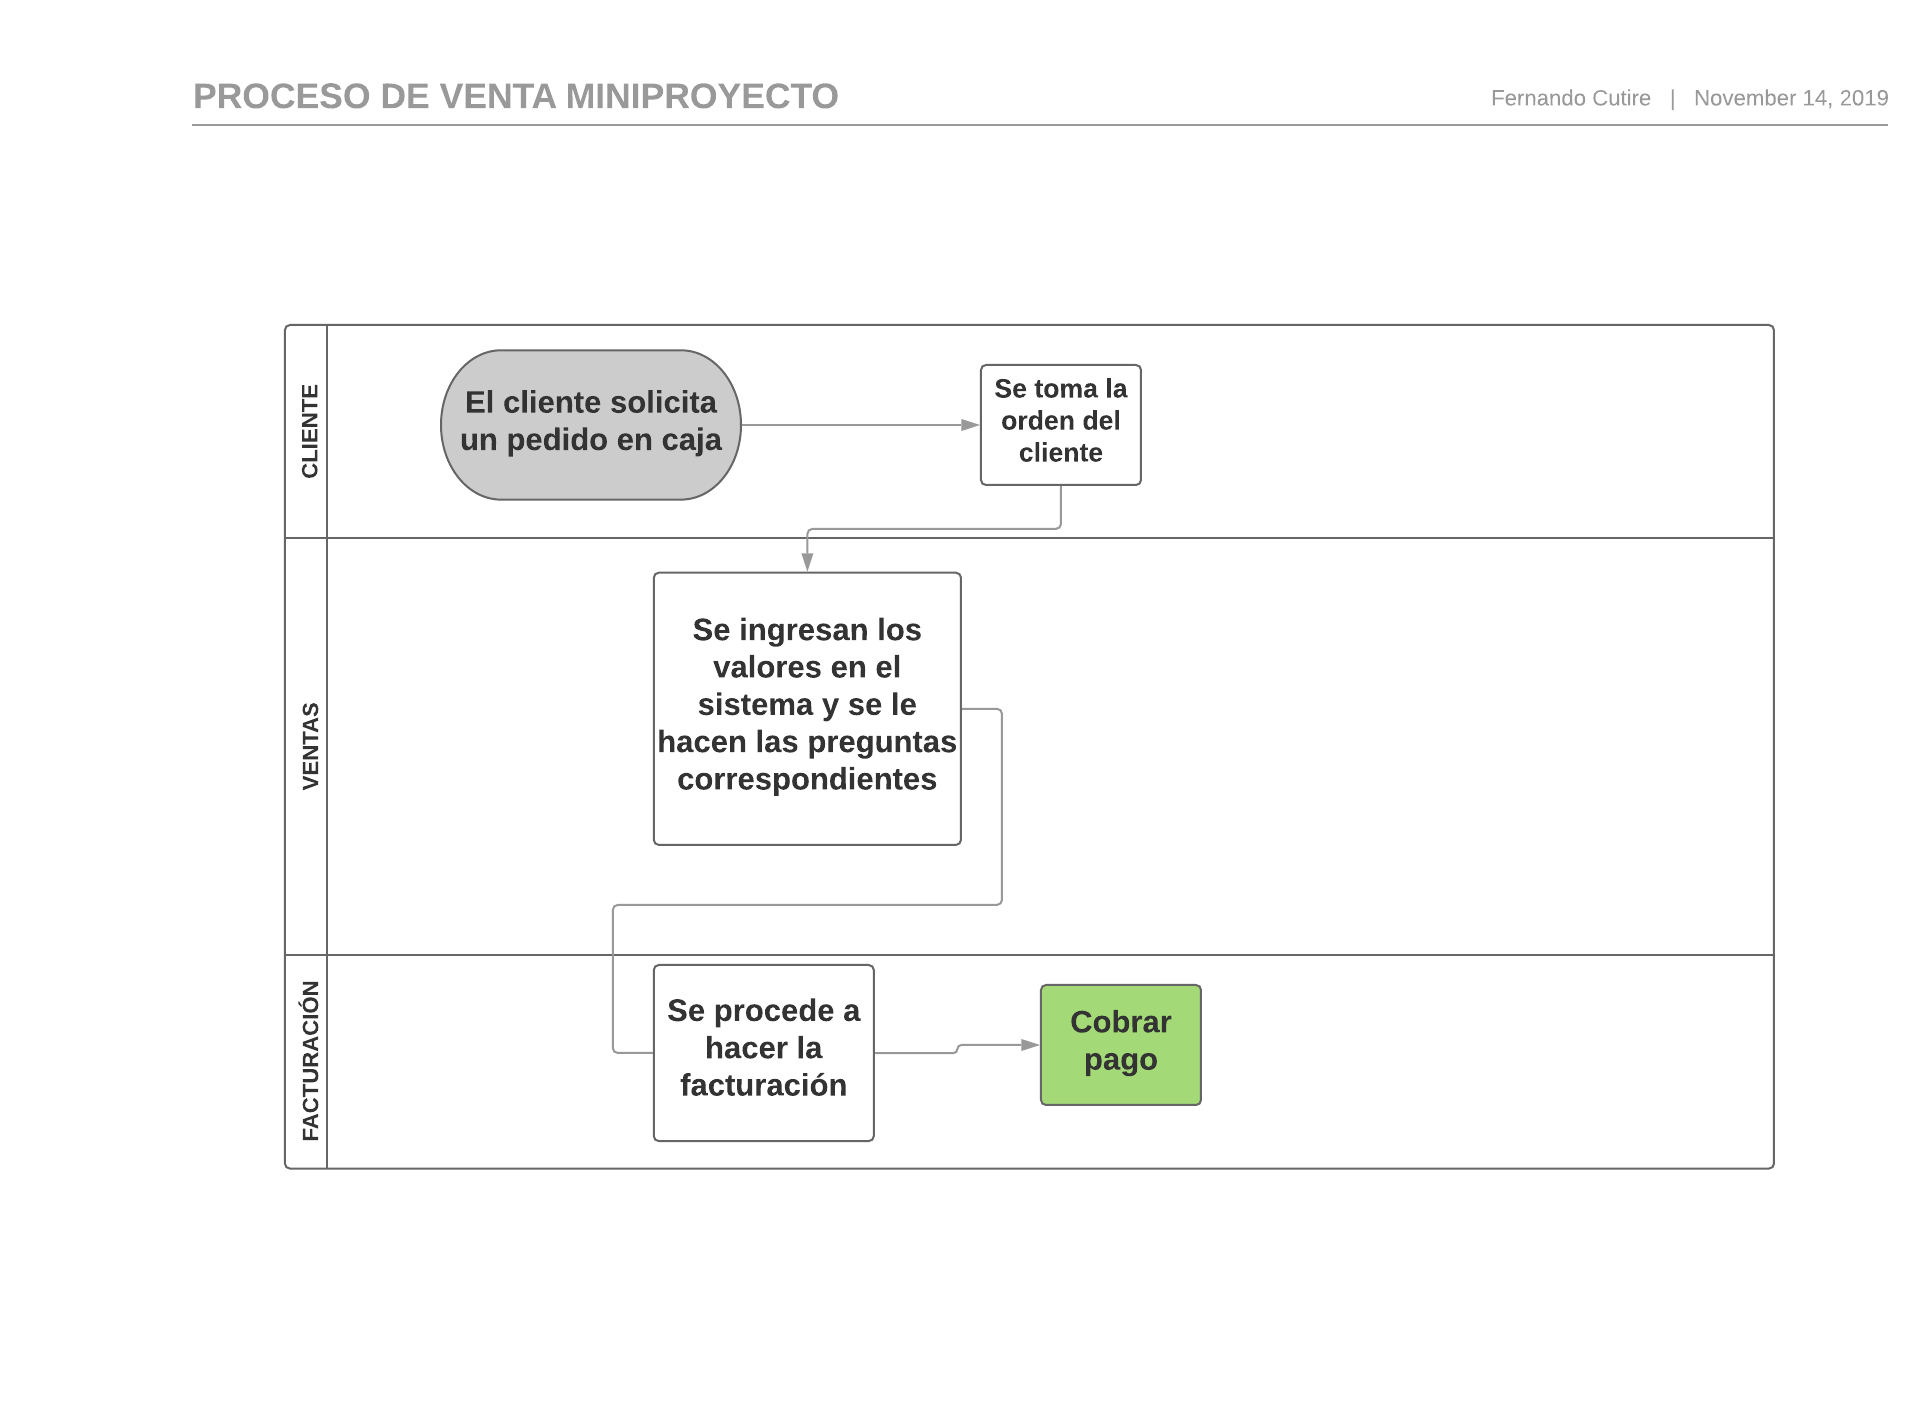 PROCESO DE VENTA MINIPROYECTO
Fernando Cutire | November 14, 2019
CLIENTE
El cliente solicita
un pedido en caja
Se toma la
orden del
cliente
VENTAS
Se ingresan los
valores en el
sistema y se le
hacen las preguntas
correspondientes
FACTURACIÓN
Se procede a
hacer la
facturación
Cobrar
pago